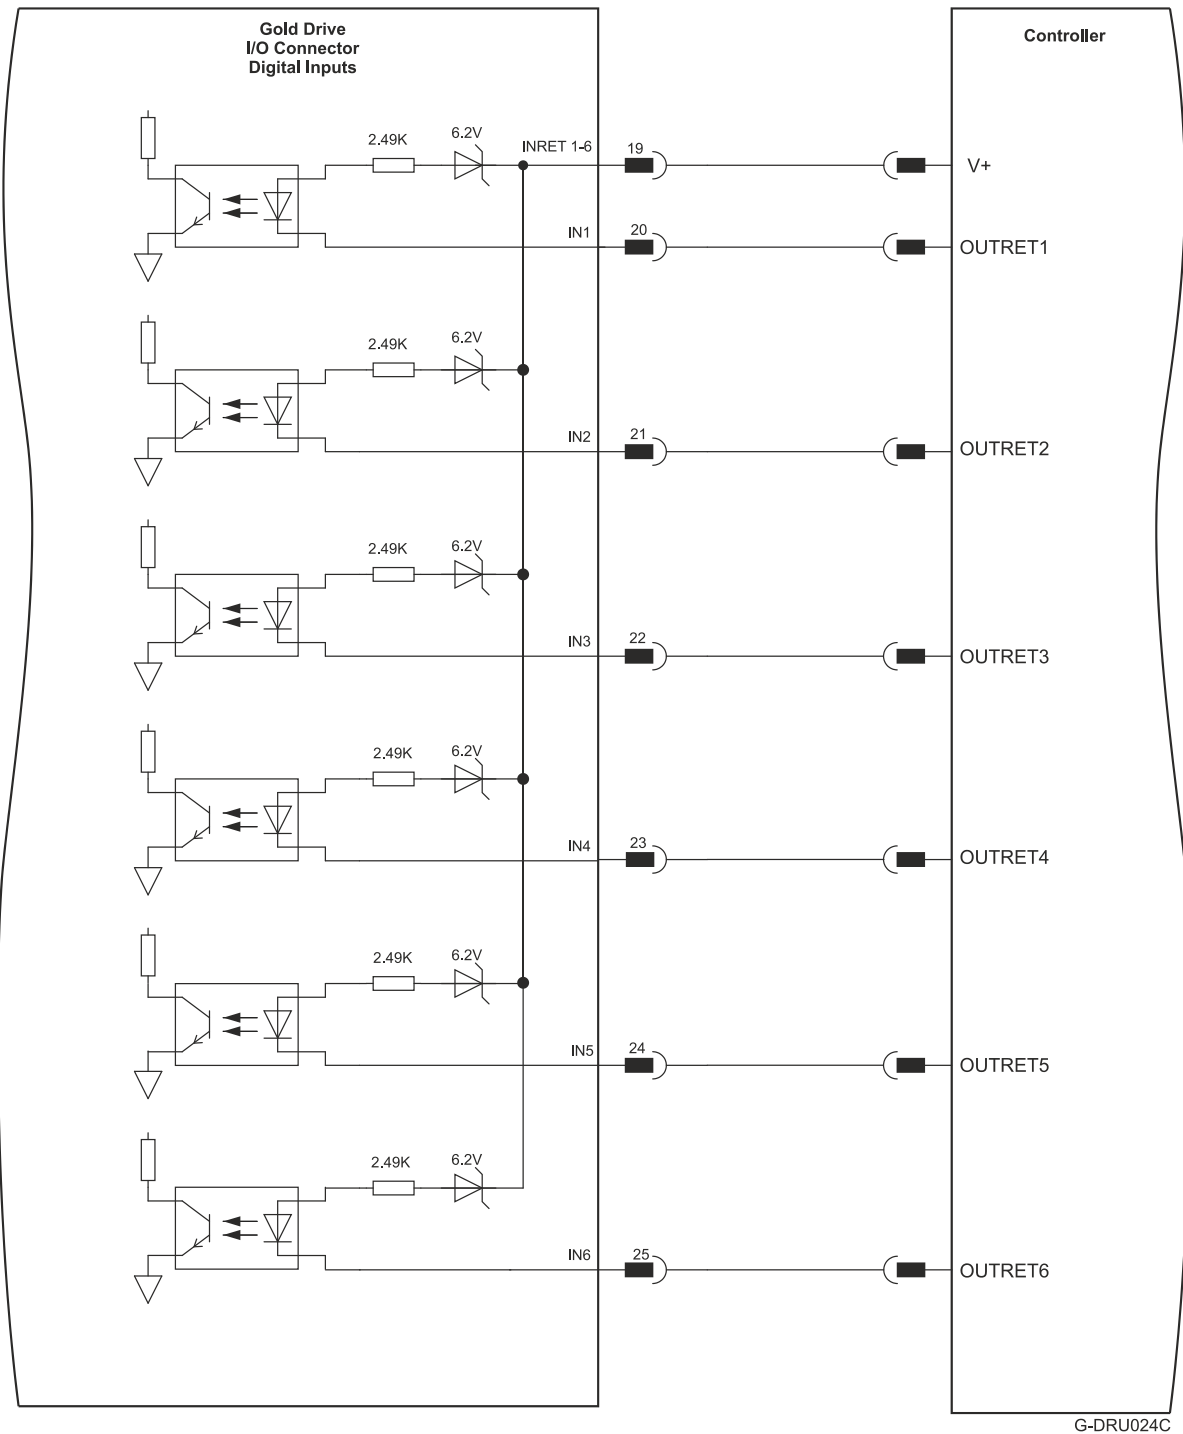 Gold Drive
I/O Connector
Digital Inputs
Controller
2.49K
6.2V
INRET 1-6
19
V+
IN1
20
OUTRET1
2.49K
6.2V
IN2
21
OUTRET2
2.49K
6.2V
IN3
22
OUTRET3
2.49K
6.2V
IN4
23
OUTRET4
2.49K
6.2V
IN5
24
OUTRET5
2.49K
6.2V
IN6
25
OUTRET6
G-DRU024C